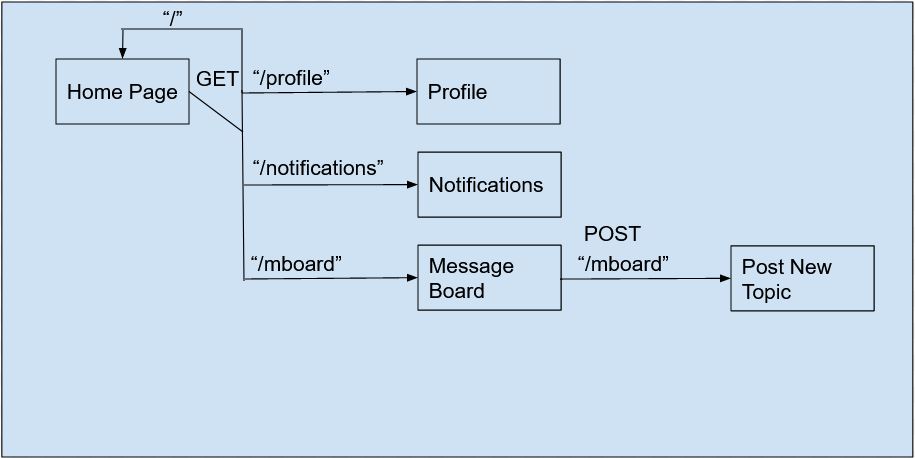 “/”
Home Page
GET
“/profile”
Profile
“/notifications”
Notifications
“/mboard”
Message
Board
POST
“/mboard”
Post New
Topic